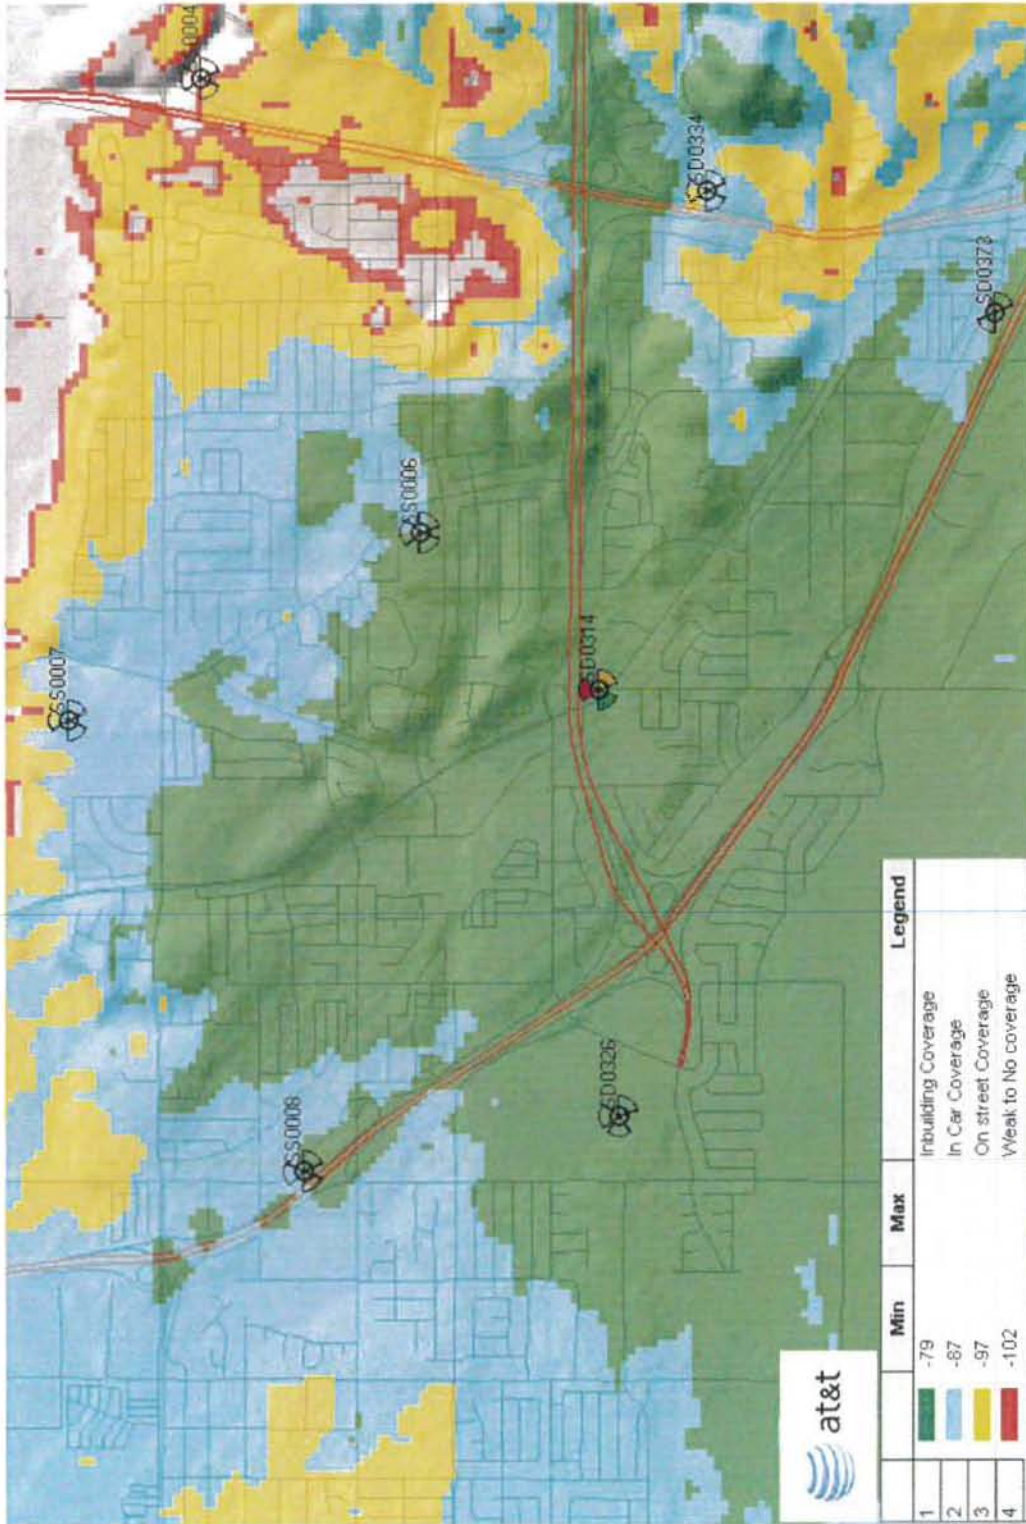 SS0007
SS0008
SS0006
SD0326
SD0314
SD0334
SD0373
at&t
Min Max Legend
1 -79 Inbuilding Coverage
2 -87 In Car Coverage
3 -97 On street Coverage
4 -102 Weak to No coverage